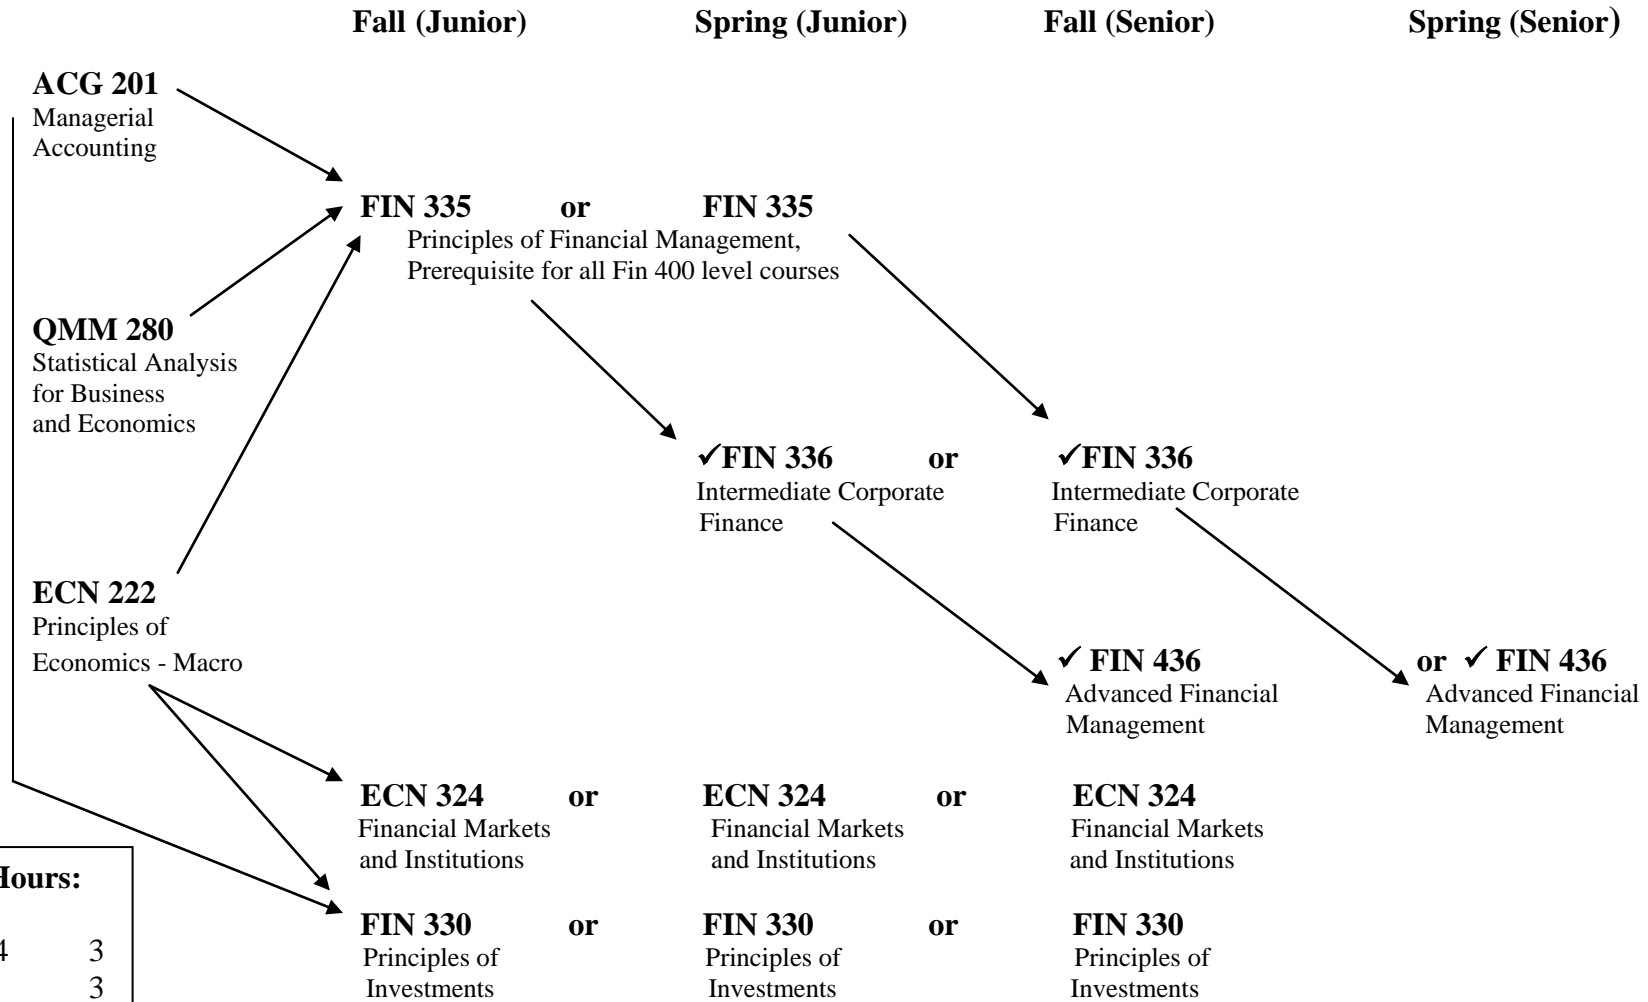 Fall (Junior) Spring (Junior) Fall (Senior) Spring (Senior)
ACG 201
Managerial
Accounting
FIN 335 or FIN 335
Principles of Financial Management,
Prerequisite for all Fin 400 level courses
QMM 280
Statistical Analysis
for Business
and Economics
✓FIN 336 or ✓FIN 336
Intermediate Corporate Intermediate Corporate
Finance Finance
ECN 222
Principles of
Economics - Macro
✓ FIN 436 or ✓ FIN 436
Advanced Financial Advanced Financial
Management Management
ECN 324 or ECN 324 or ECN 324
Financial Markets Financial Markets Financial Markets
and Institutions and Institutions and Institutions
FIN 330 or FIN 330 or FIN 330
Principles of Principles of Principles of
Investments Investments Investments
4 3
3